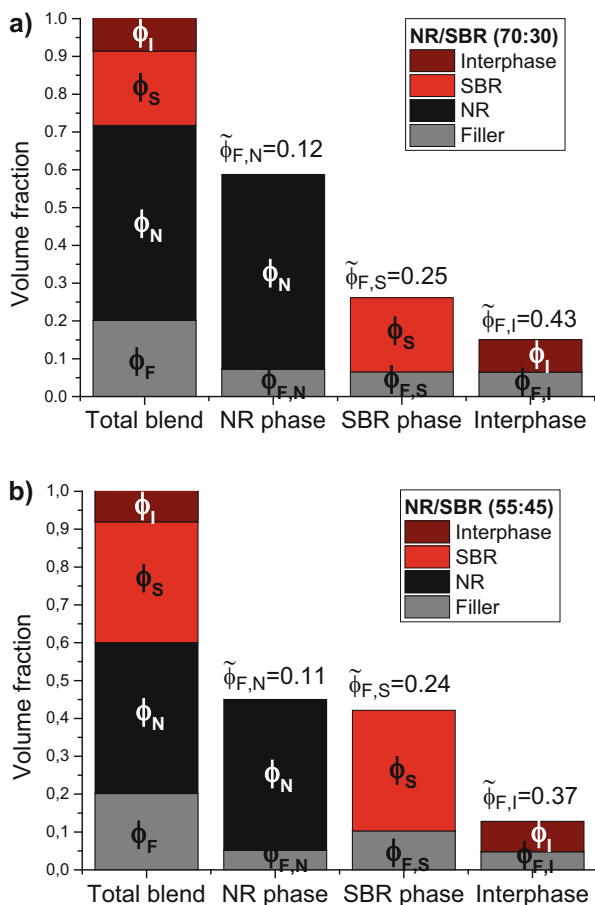 a)
NR/SBR (70:30)
Interphase
SBR
NR
Filler
Volume fraction
1.0
0.9
0.8
0.7
0.6
0.5
0.4
0.3
0.2
0.1
0.0
ϕI
ϕS
ϕN
ϕF
ϕ̃F,N=0.12
ϕN
ϕF,N
ϕ̃F,S=0.25
ϕS
ϕF,S
ϕ̃F,I=0.43
ϕI
ϕF,I
Total blend NR phase SBR phase Interphase
b)
NR/SBR (55:45)
Interphase
SBR
NR
Filler
Volume fraction
1,0
0,9
0,8
0,7
0,6
0,5
0,4
0,3
0,2
0,1
0,0
ϕI
ϕS
ϕN
ϕF
ϕ̃F,N=0.11
ϕN
ϕF,N
ϕ̃F,S=0.24
ϕS
ϕF,S
ϕ̃F,I=0.37
ϕI
ϕF,I
Total blend NR phase SBR phase Interphase